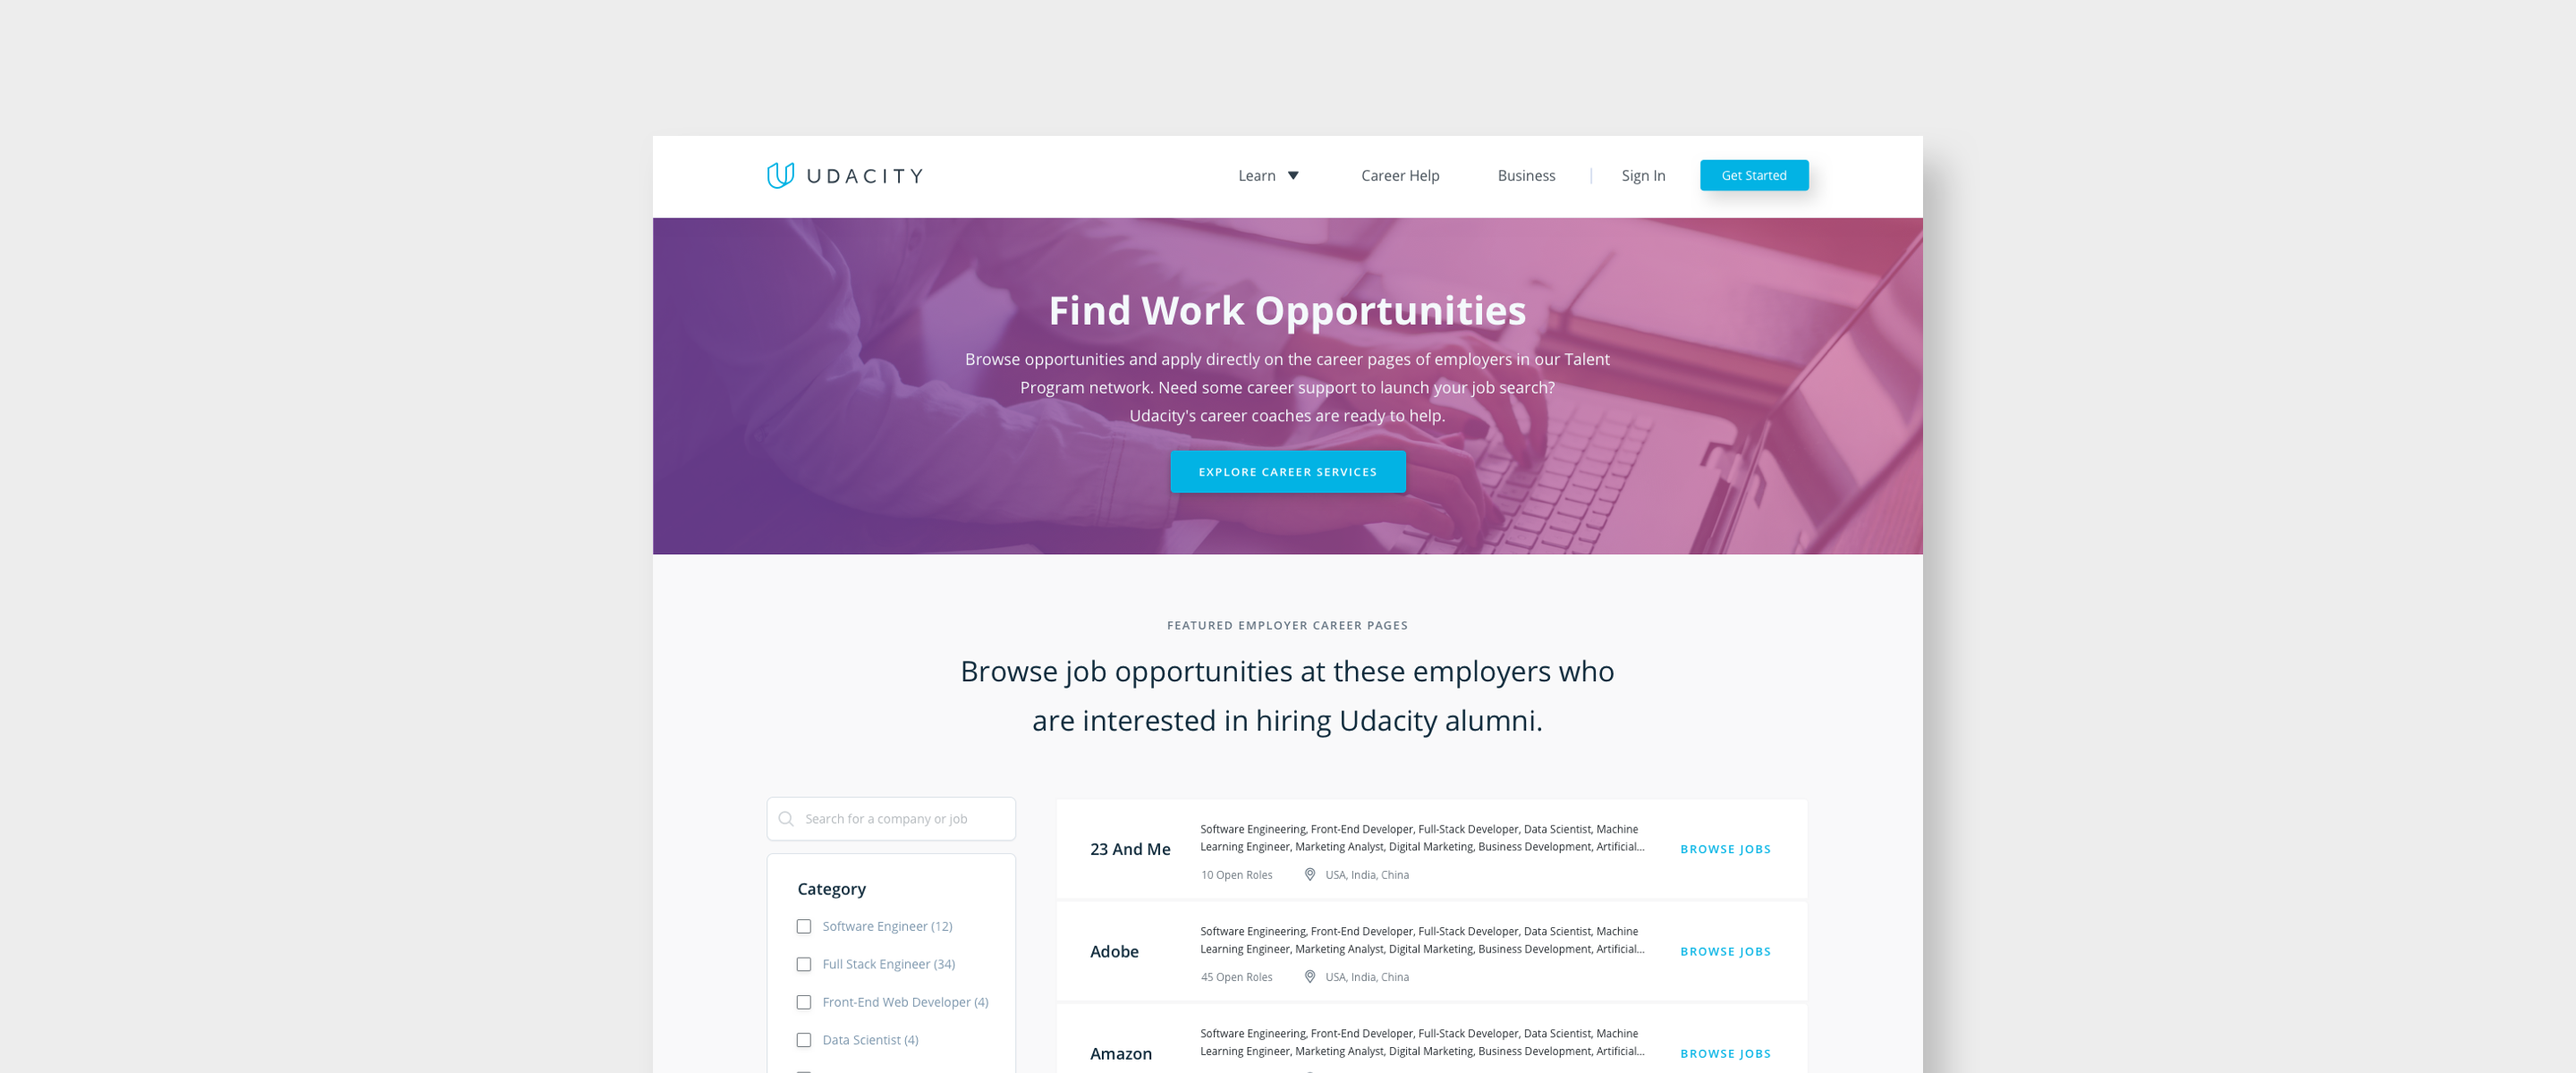 UDACITY
Learn
Career Help
Business
Sign In
Get Started
Find Work Opportunities
Browse opportunities and apply directly on the career pages of employers in our Talent
Program network. Need some career support to launch your job search?
Udacity's career coaches are ready to help.
EXPLORE CAREER SERVICES
FEATURED EMPLOYER CAREER PAGES
Browse job opportunities at these employers who
are interested in hiring Udacity alumni.
Search for a company or job
Category
Software Engineer (12)
Full Stack Engineer (34)
Front-End Web Developer (4)
Data Scientist (4)
23 And Me
Software Engineering, Front-End Developer, Full-Stack Developer, Data Scientist, Machine
Learning Engineer, Marketing Analyst, Digital Marketing, Business Development, Artificial...
10 Open Roles
USA, India, China
BROWSE JOBS
Adobe
Software Engineering, Front-End Developer, Full-Stack Developer, Data Scientist, Machine
Learning Engineer, Marketing Analyst, Digital Marketing, Business Development, Artificial...
45 Open Roles
USA, India, China
BROWSE JOBS
Amazon
Software Engineering, Front-End Developer, Full-Stack Developer, Data Scientist, Machine
Learning Engineer, Marketing Analyst, Digital Marketing, Business Development, Artificial...
BROWSE JOBS